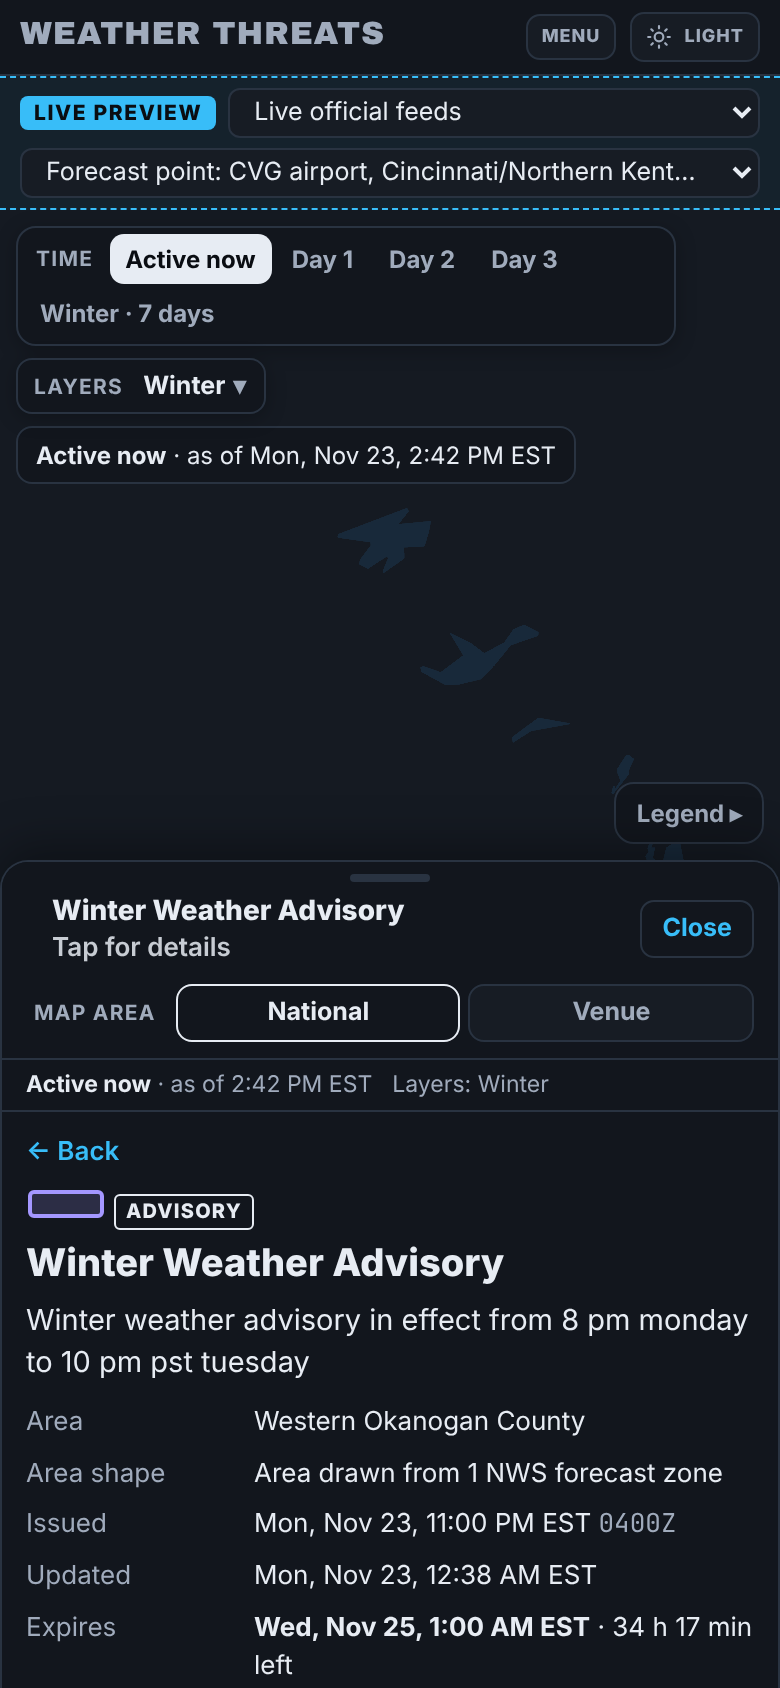 WEATHER THREATS
MENU
LIGHT
LIVE PREVIEW
Live official feeds
Forecast point: CVG airport, Cincinnati/Northern Kent...
TIME Active now Day 1 Day 2 Day 3
Winter · 7 days
LAYERS Winter ▾
Active now · as of Mon, Nov 23, 2:42 PM EST
Legend ▸
Winter Weather Advisory
Tap for details
Close
MAP AREA National Venue
Active now · as of 2:42 PM EST Layers: Winter
← Back
ADVISORY
Winter Weather Advisory
Winter weather advisory in effect from 8 pm monday
to 10 pm pst tuesday
Area Western Okanogan County
Area shape Area drawn from 1 NWS forecast zone
Issued Mon, Nov 23, 11:00 PM EST 0400Z
Updated Mon, Nov 23, 12:38 AM EST
Expires Wed, Nov 25, 1:00 AM EST · 34 h 17 min
left